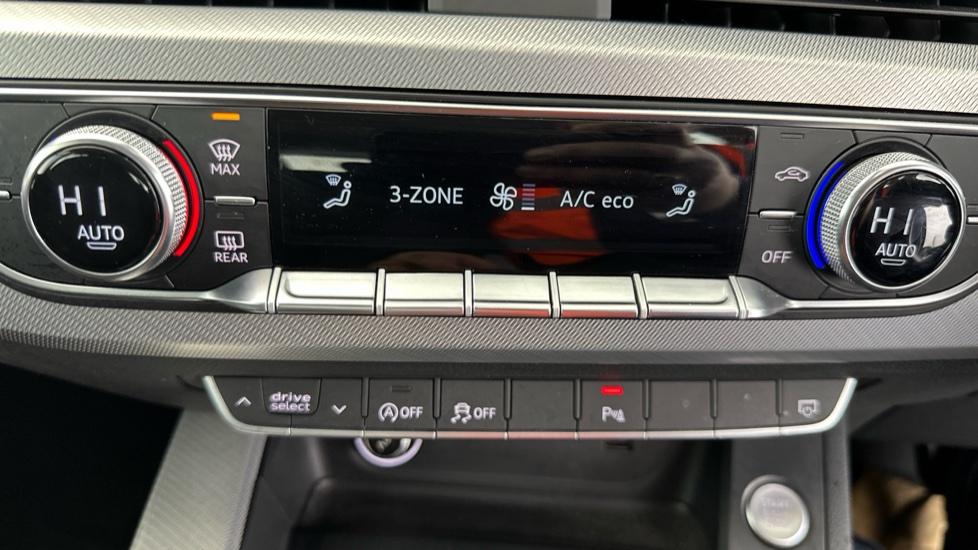 HI
AUTO
MAX
REAR
3-ZONE
A/C eco
OFF
HI
AUTO
drive
select
A OFF
OFF
P